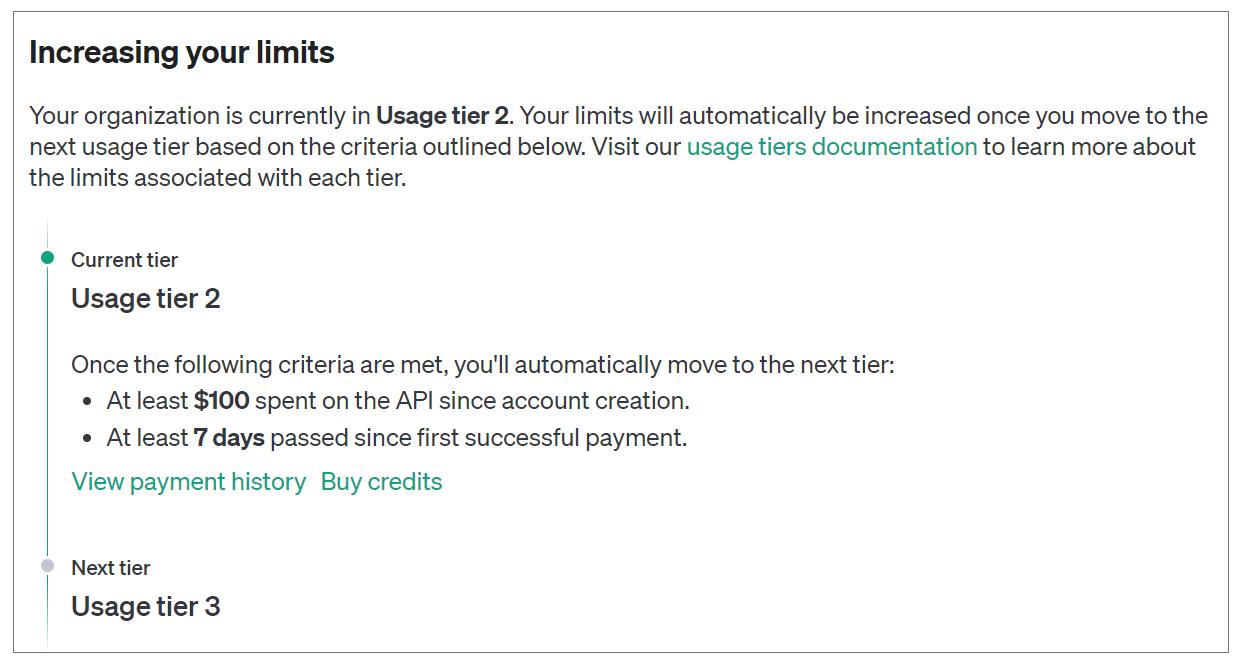 Increasing your limits
Your organization is currently in Usage tier 2. Your limits will automatically be increased once you move to the
next usage tier based on the criteria outlined below. Visit our usage tiers documentation to learn more about
the limits associated with each tier.
Current tier
Usage tier 2
Once the following criteria are met, you'll automatically move to the next tier:
• At least $100 spent on the API since account creation.
• At least 7 days passed since first successful payment.
View payment history Buy credits
Next tier
Usage tier 3